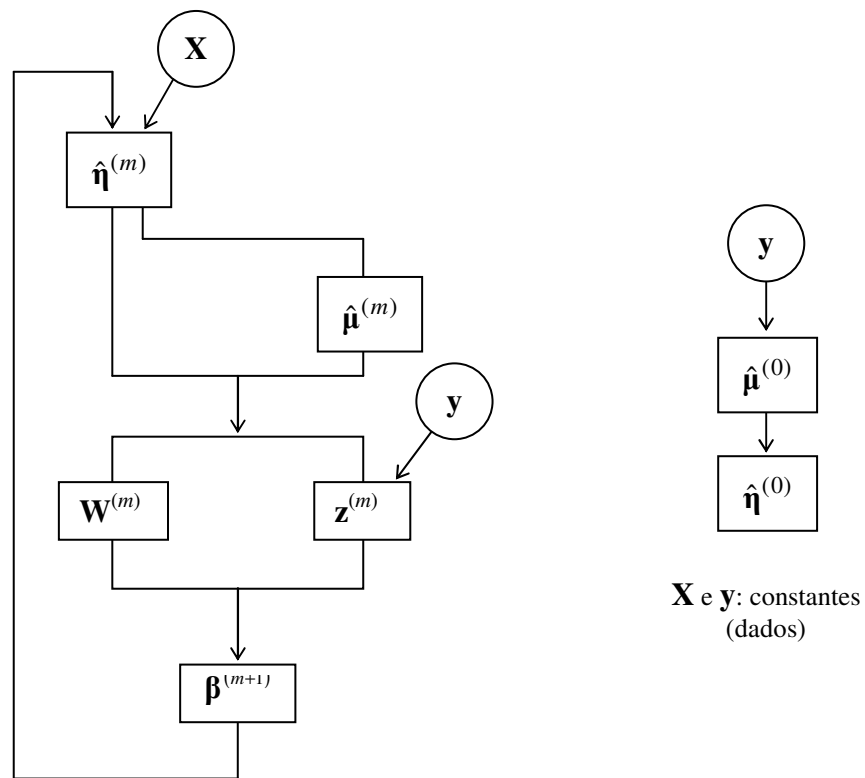 X
η̂^(m)
μ̂^(m)
y
W^(m)
z^(m)
β^(m+1)
y
μ̂^(0)
η̂^(0)
X e y: constantes
(dados)